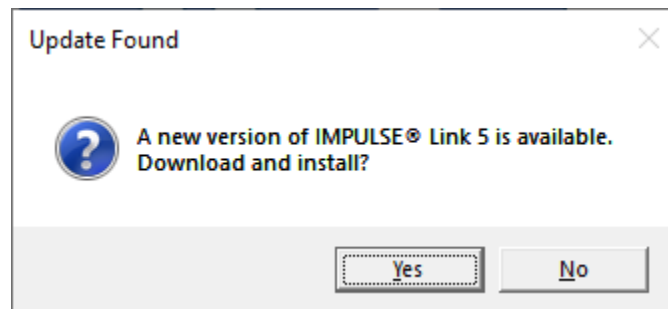 Update Found
A new version of IMPULSE® Link 5 is available.
Download and install?
Yes
No